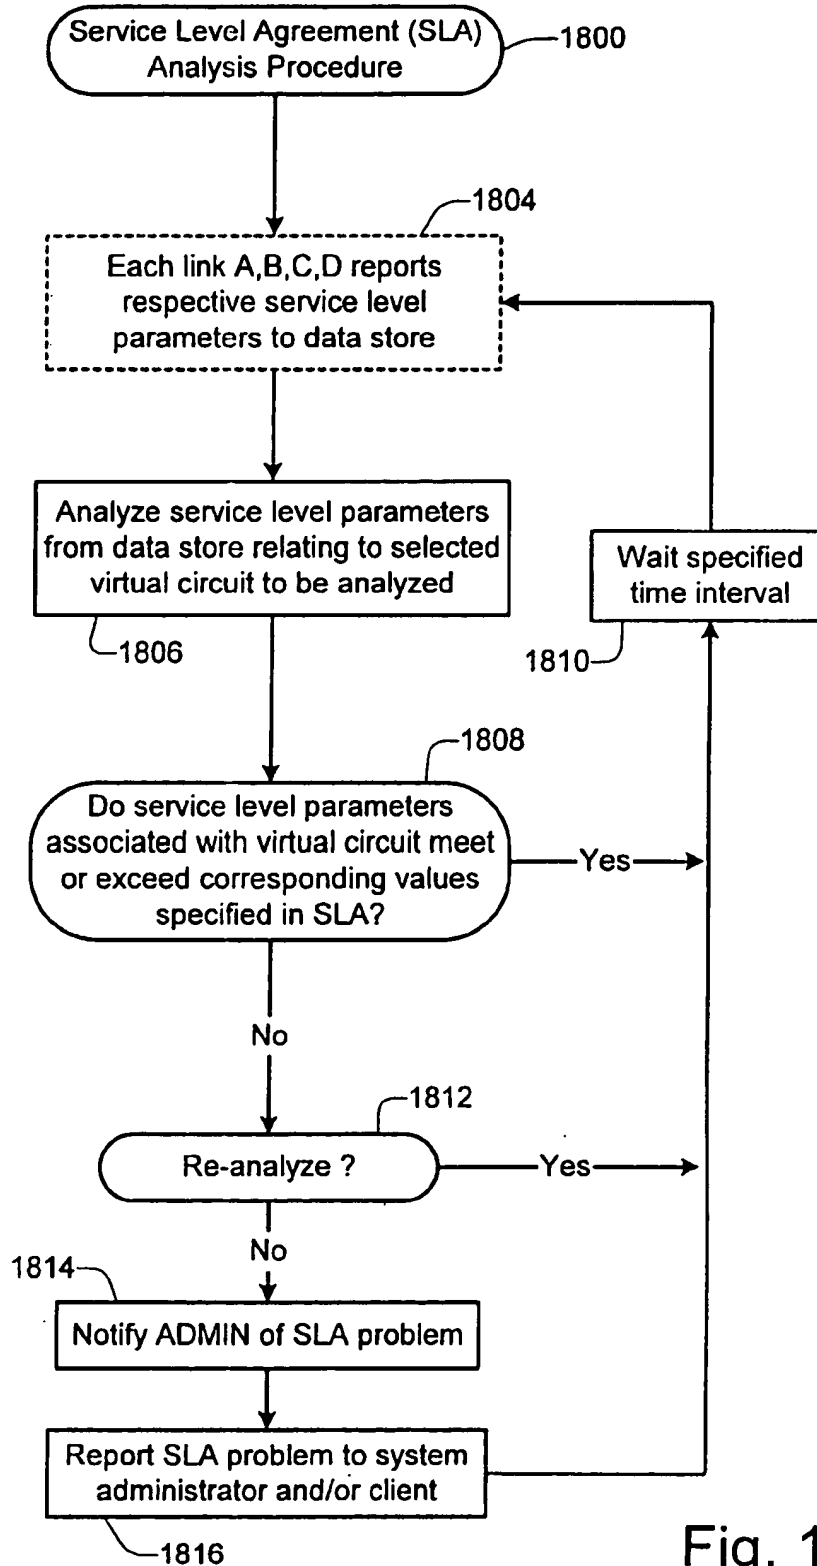 Service Level Agreement (SLA)
Analysis Procedure
1800
1804
Each link A,B,C,D reports
respective service level
parameters to data store
Analyze service level parameters
from data store relating to selected
virtual circuit to be analyzed
1806
Wait specified
time interval
1810
1808
Do service level parameters
associated with virtual circuit meet
or exceed corresponding values
specified in SLA?
Yes
No
1812
Re-analyze ?
Yes
No
1814
Notify ADMIN of SLA problem
Report SLA problem to system
administrator and/or client
1816
Fig. 1